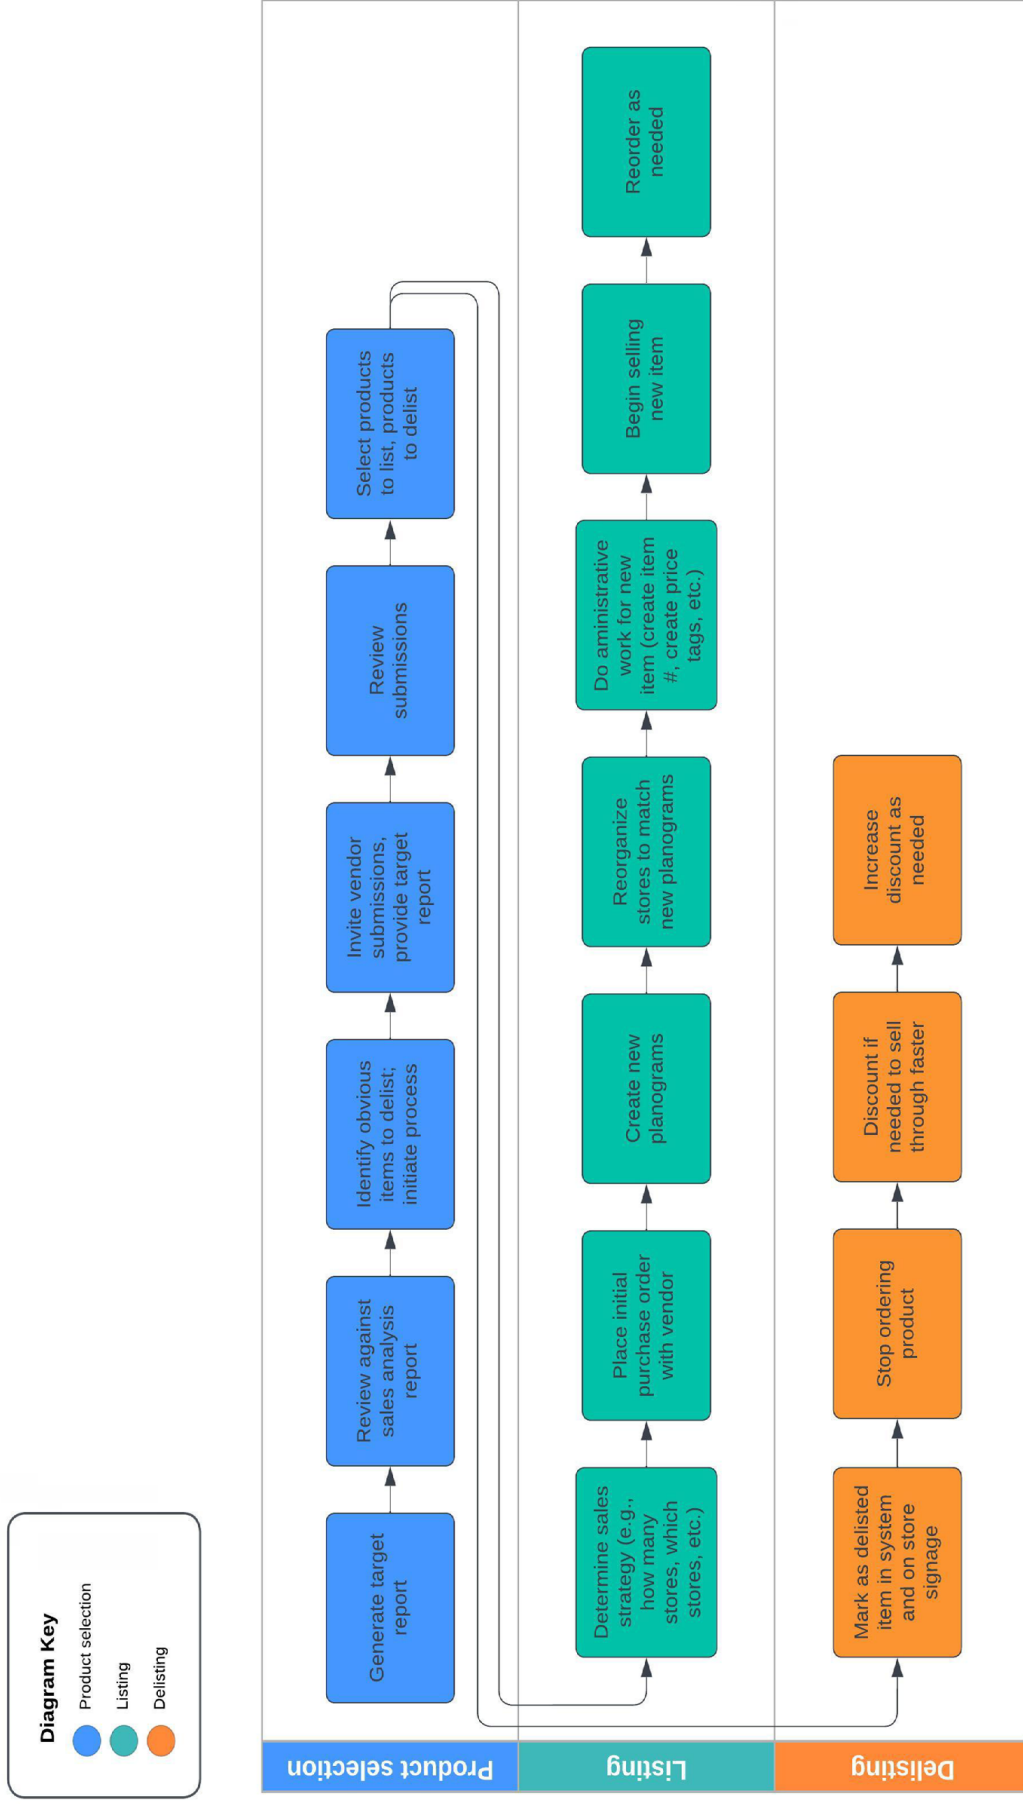 Diagram Key
Product selection
Listing
Delisting
Product selection
Generate target
report
Review against
sales analysis
report
Identify obvious
items to delist;
initiate process
Invite vendor
submissions,
provide target
report
Review
submissions
Select products
to list, products
to delist
Listing
Determine sales
strategy (e.g.,
how many
stores, which
stores, etc.)
Place initial
purchase order
with vendor
Create new
planograms
Reorganize
stores to match
new planograms
Do aministrative
work for new
item (create item
#, create price
tags, etc.)
Begin selling
new item
Reorder as
needed
Delisting
Mark as delisted
item in system
and on store
signage
Stop ordering
product
Discount if
needed to sell
through faster
Increase
discount as
needed